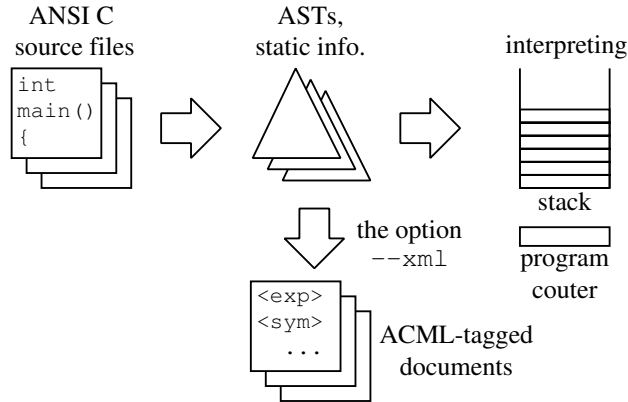 ANSI C
source files
int
main()
{
ASTs,
static info.
interpreting
stack
program
couter
the option
--xml
<exp>
<sym>
...
ACML-tagged
documents